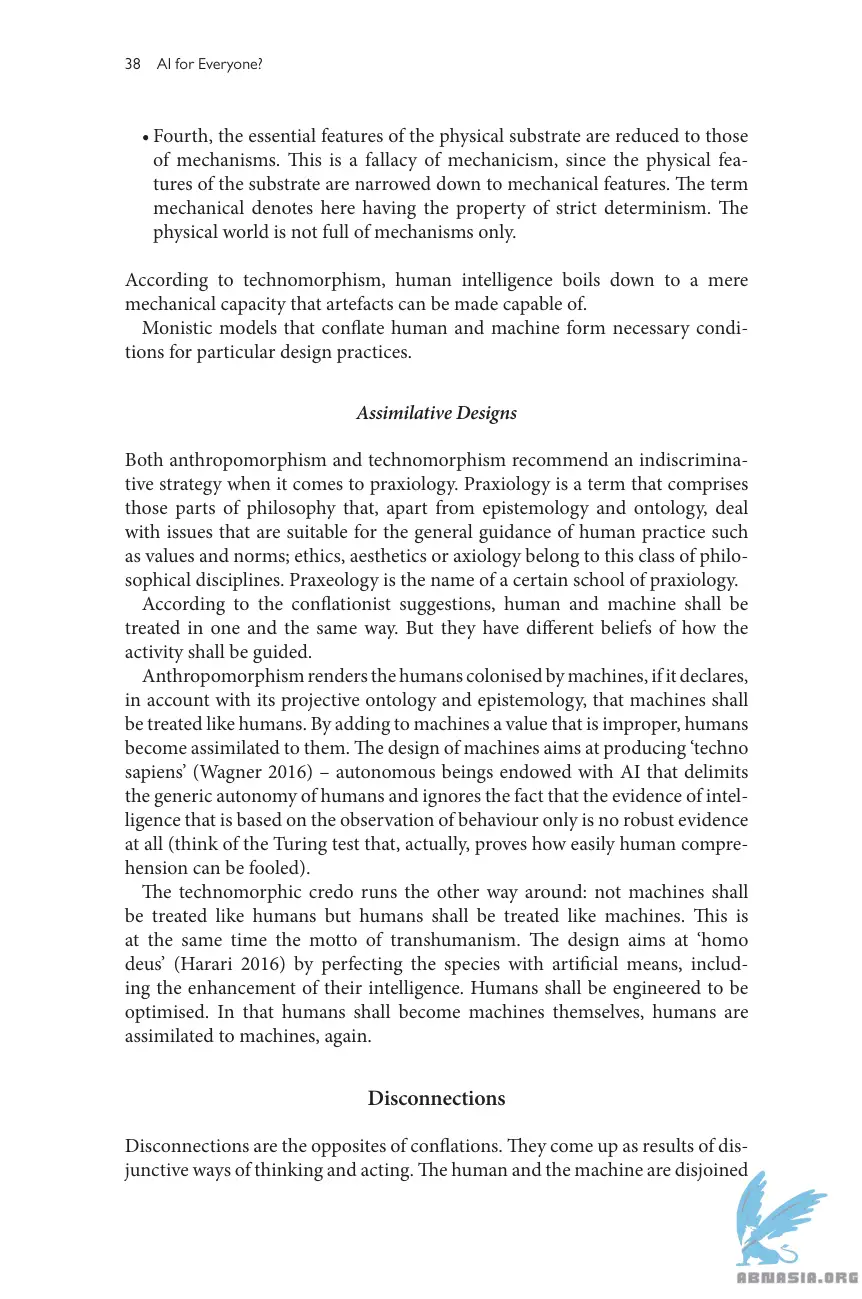 38 AI for Everyone?
• Fourth, the essential features of the physical substrate are reduced to those
of mechanisms. This is a fallacy of mechanicism, since the physical fea-
tures of the substrate are narrowed down to mechanical features. The term
mechanical denotes here having the property of strict determinism. The
physical world is not full of mechanisms only.
According to technomorphism, human intelligence boils down to a mere
mechanical capacity that artefacts can be made capable of.
Monistic models that conflate human and machine form necessary condi-
tions for particular design practices.
Assimilative Designs
Both anthropomorphism and technomorphism recommend an indiscrimina-
tive strategy when it comes to praxiology. Praxiology is a term that comprises
those parts of philosophy that, apart from epistemology and ontology, deal
with issues that are suitable for the general guidance of human practice such
as values and norms; ethics, aesthetics or axiology belong to this class of philo-
sophical disciplines. Praxeology is the name of a certain school of praxiology.
According to the conflationist suggestions, human and machine shall be
treated in one and the same way. But they have different beliefs of how the
activity shall be guided.
Anthropomorphism renders the humans colonised by machines, if it declares,
in account with its projective ontology and epistemology, that machines shall
be treated like humans. By adding to machines a value that is improper, humans
become assimilated to them. The design of machines aims at producing ‘techno
sapiens’ (Wagner 2016) – autonomous beings endowed with AI that delimits
the generic autonomy of humans and ignores the fact that the evidence of intel-
ligence that is based on the observation of behaviour only is no robust evidence
at all (think of the Turing test that, actually, proves how easily human compre-
hension can be fooled).
The technomorphic credo runs the other way around: not machines shall
be treated like humans but humans shall be treated like machines. This is
at the same time the motto of transhumanism. The design aims at ‘homo
deus’ (Harari 2016) by perfecting the species with artificial means, includ-
ing the enhancement of their intelligence. Humans shall be engineered to be
optimised. In that humans shall become machines themselves, humans are
assimilated to machines, again.
Disconnections
Disconnections are the opposites of conflations. They come up as results of dis-
junctive ways of thinking and acting. The human and the machine are disjoined
ABNASIA.ORG